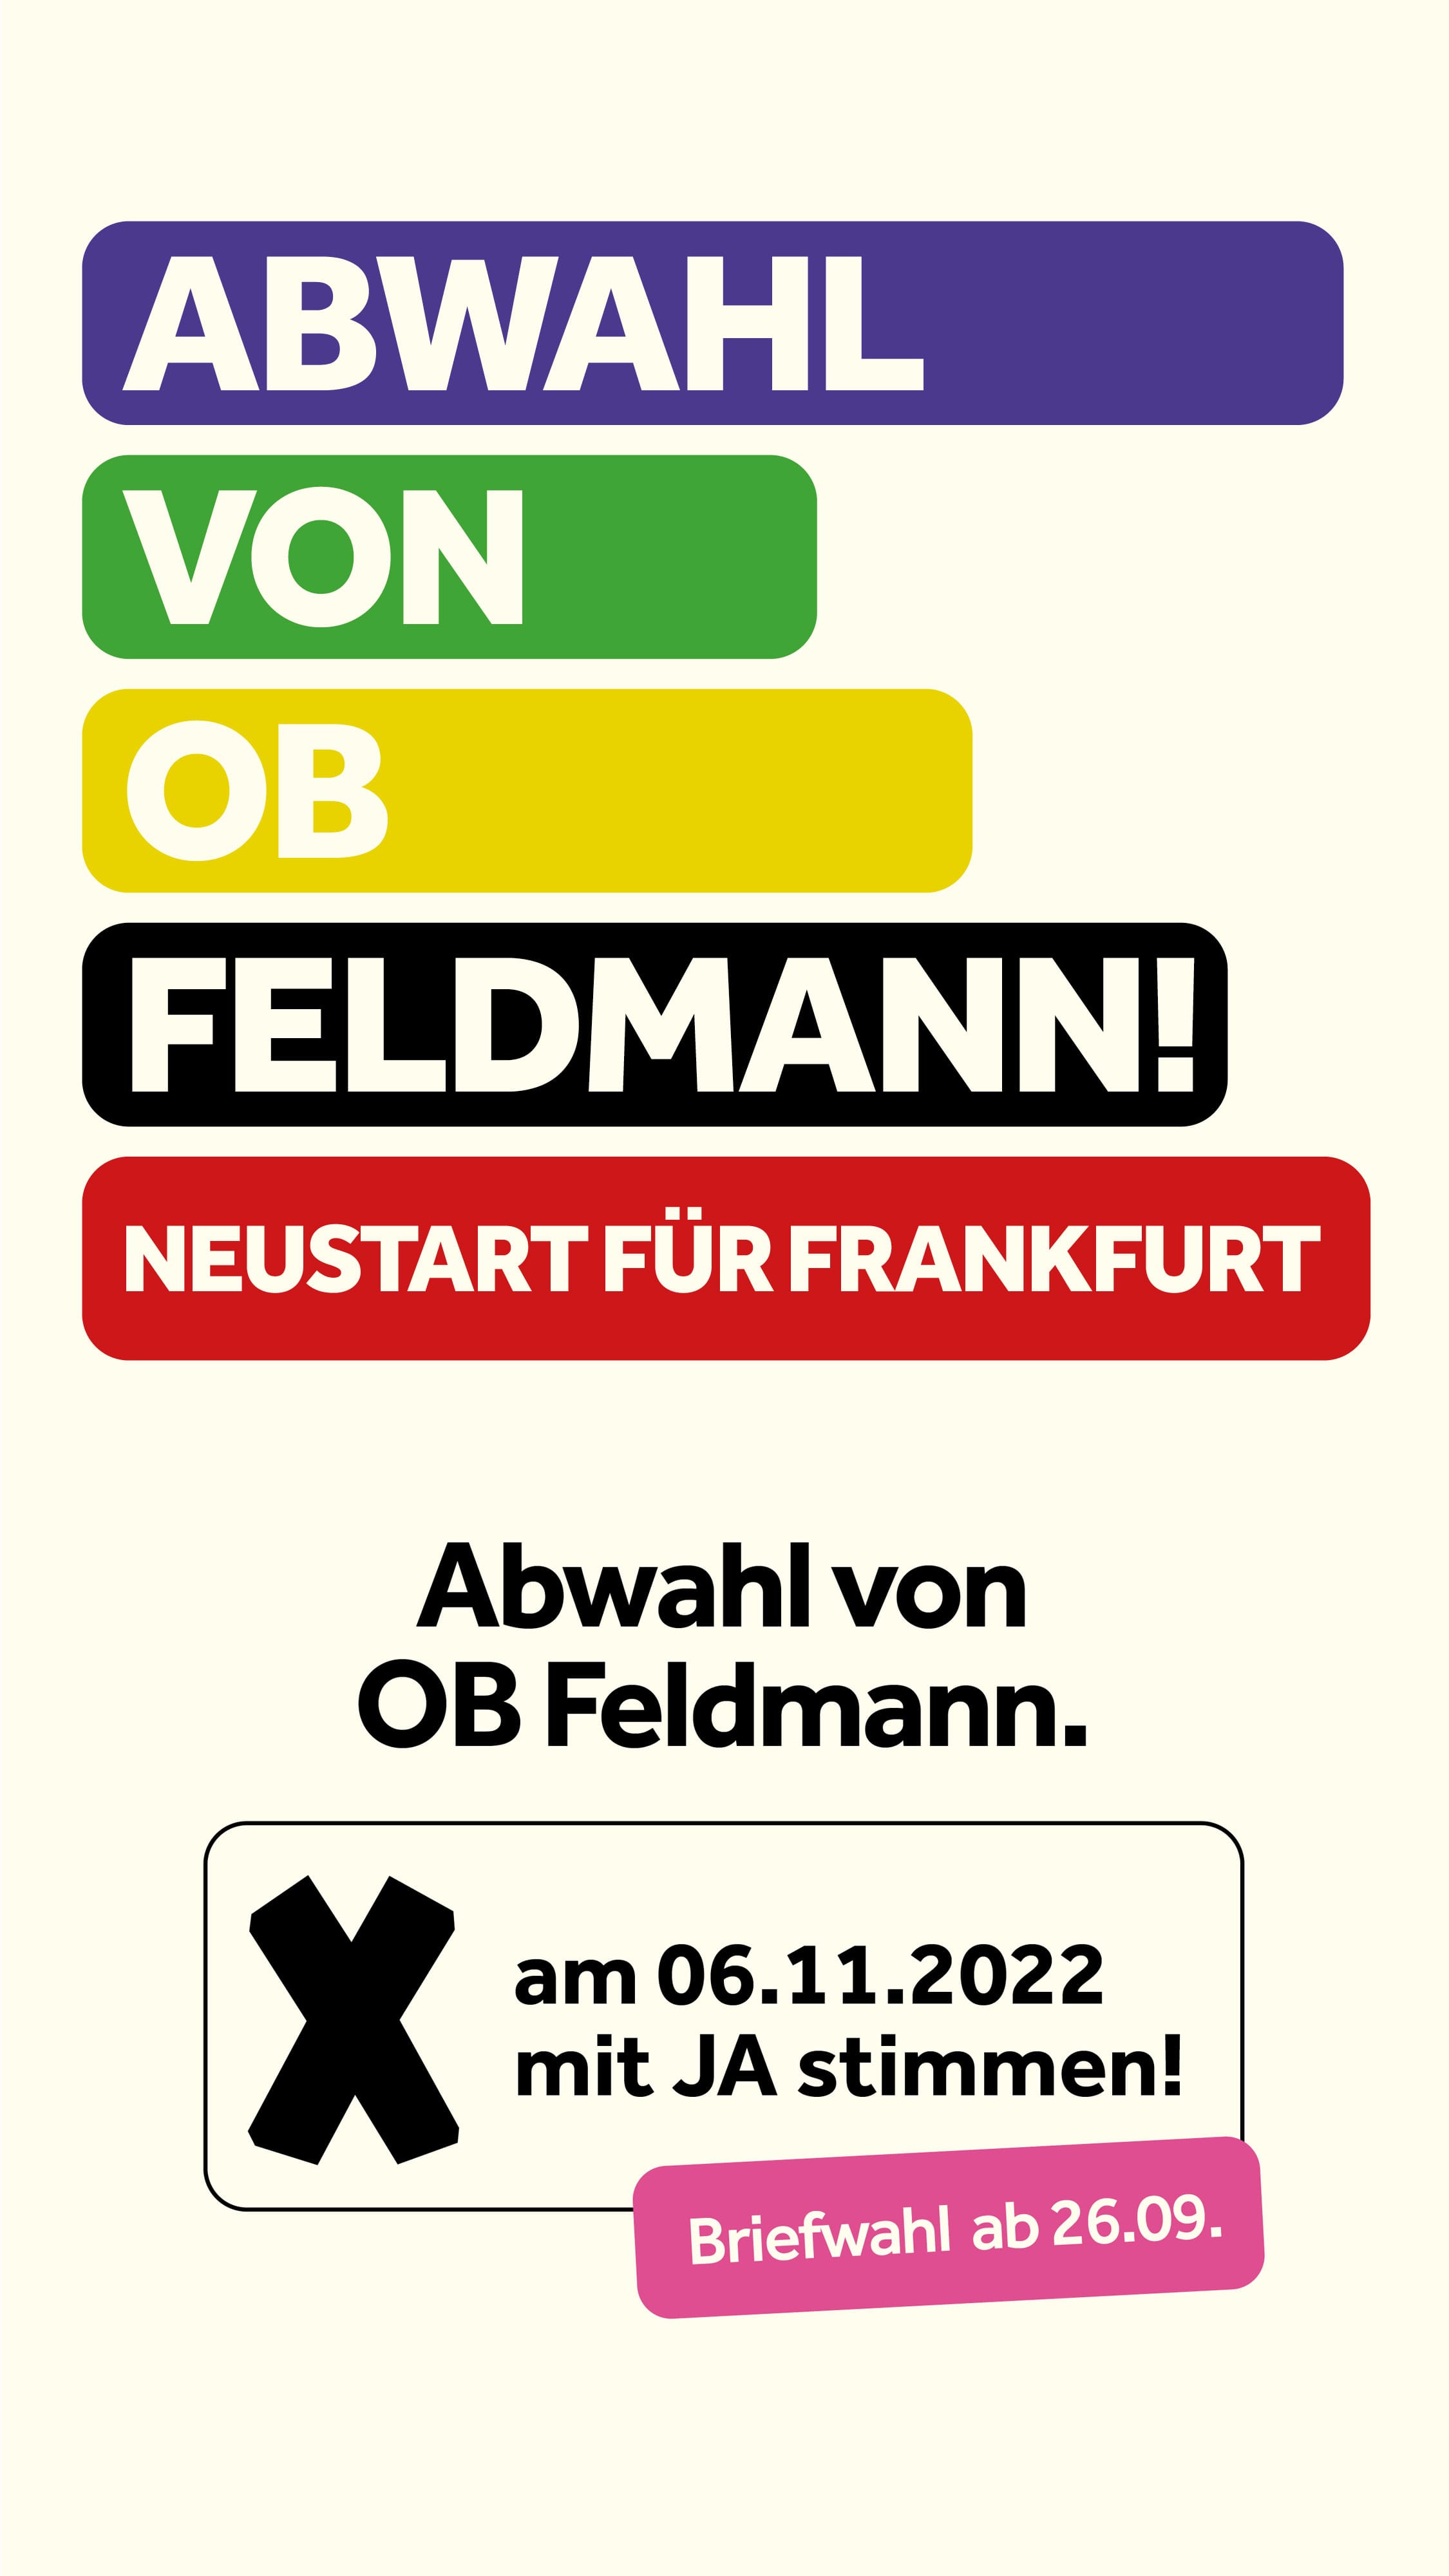 ABWAHL
VON
OB
FELDMANN!
NEUSTART FÜR FRANKFURT
Abwahl von
OB Feldmann.
X am 06.11.2022
mit JA stimmen!
Briefwahl ab 26.09.